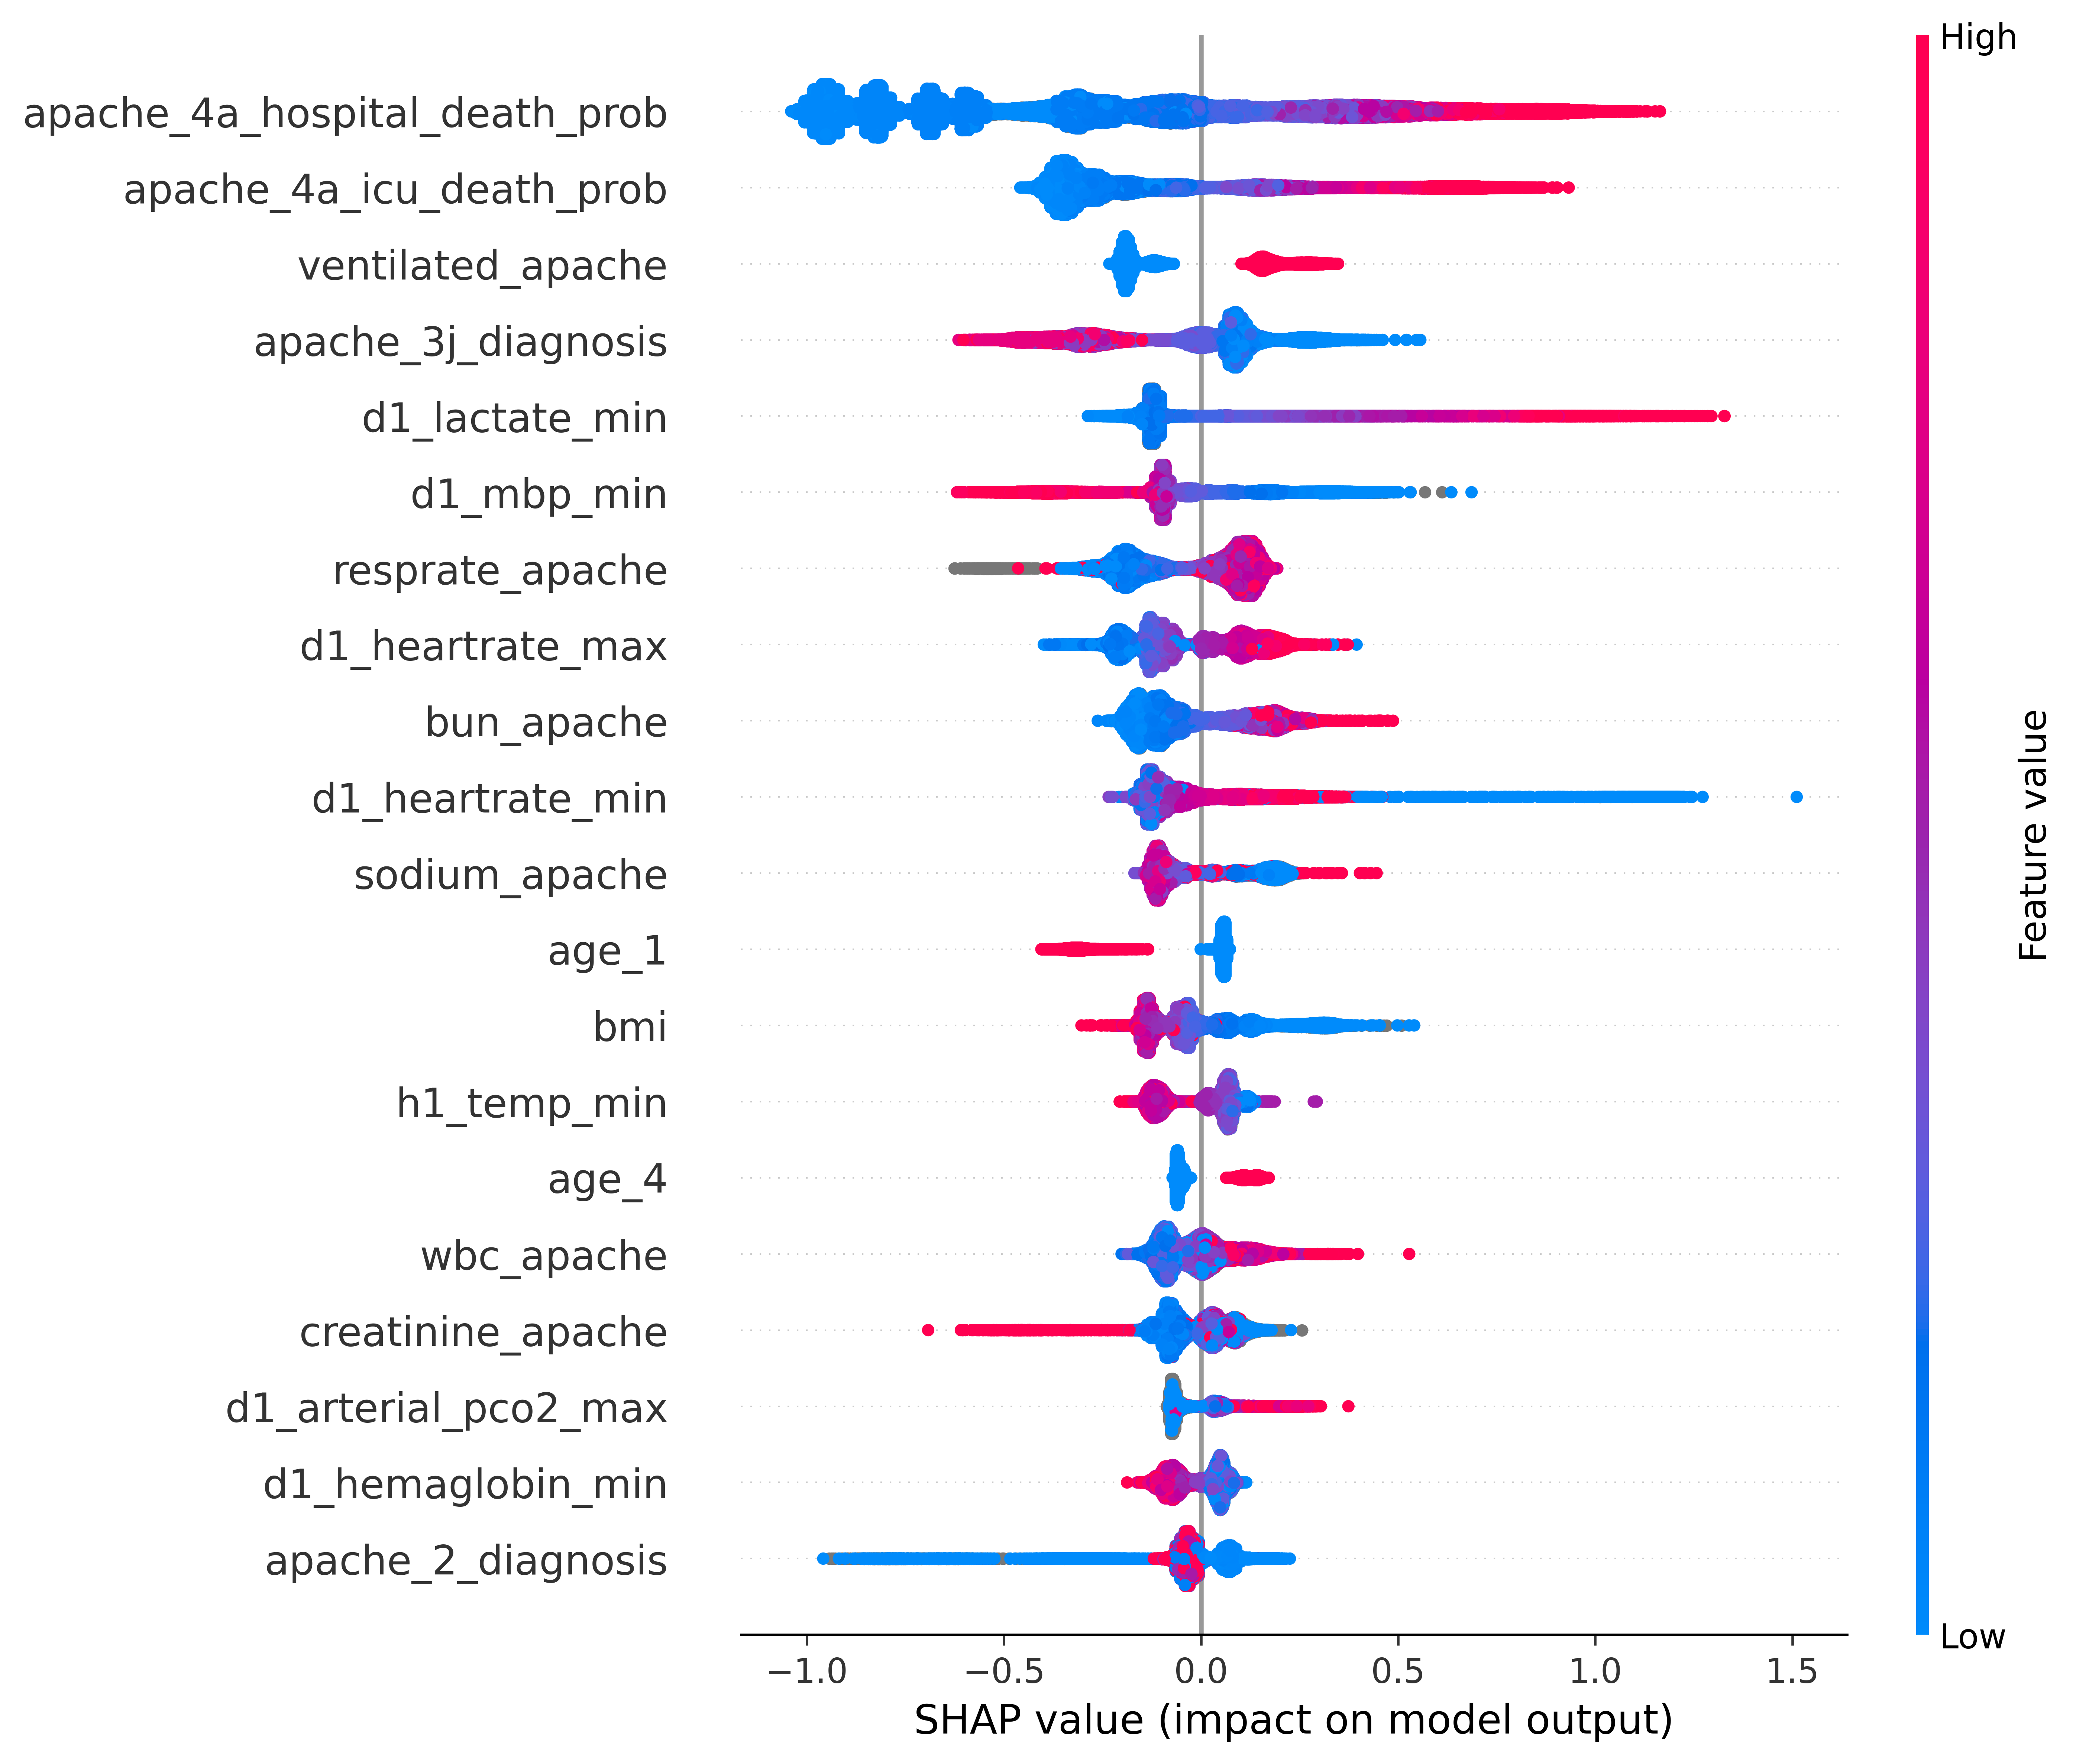 High
apache_4a_hospital_death_prob
apache_4a_icu_death_prob
ventilated_apache
apache_3j_diagnosis
d1_lactate_min
d1_mbp_min
resprate_apache
d1_heartrate_max
bun_apache
d1_heartrate_min
sodium_apache
age_1
bmi
h1_temp_min
age_4
wbc_apache
creatinine_apache
d1_arterial_pco2_max
d1_hemaglobin_min
apache_2_diagnosis
Feature value
Low
−1.0 −0.5 0.0 0.5 1.0 1.5
SHAP value (impact on model output)